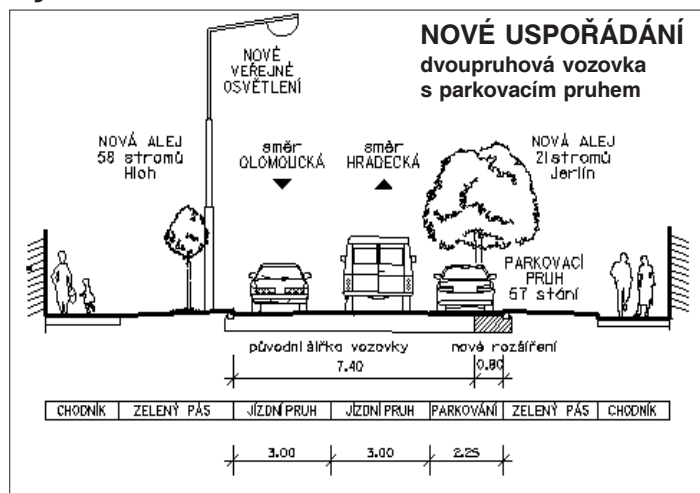 NOVÉ USPOŘÁDÁNÍ
dvoupruhová vozovka
s parkovacím pruhem
NOVÉ
VEŘEJNÉ
OSVĚTLENÍ
NOVÁ ALEJ
58 stromů
Hloh
směr
OLOMOUCKÁ
směr
HRADECKÁ
NOVÁ ALEJ
21stromů
Jerlín
PARKOVACÍ
PRUH
57 stání
původní šířka vozovky
nové rozšíření
7.40
0.80
CHODNÍK
ZELENÝ PÁS
JÍZDNÍ PRUH
JÍZDNÍ PRUH
PARKOVÁNÍ
ZELENÝ PÁS
CHODNÍK
3.00
3.00
2.25